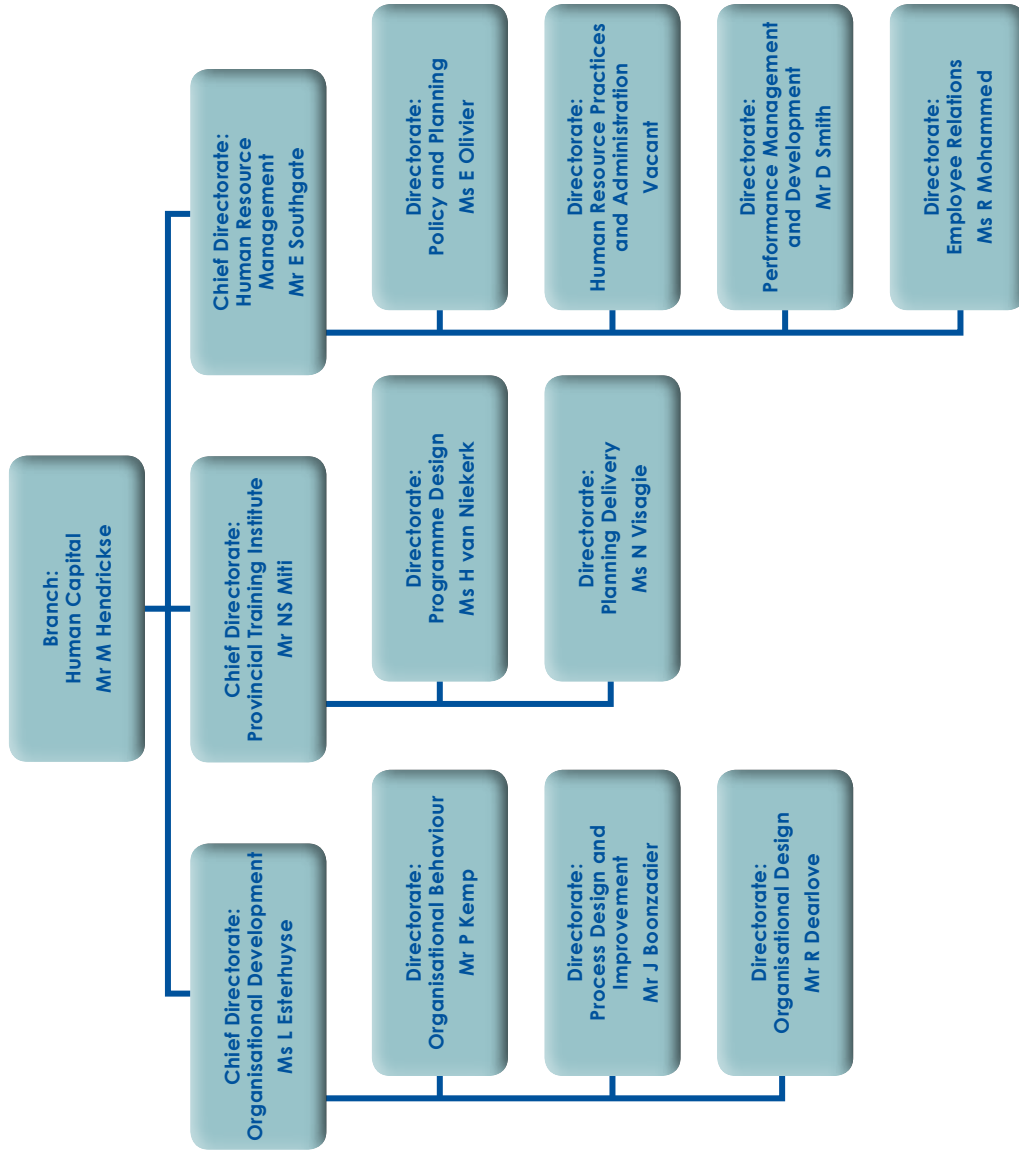 Branch:
Human Capital
Mr M Hendrickse
Chief Directorate:
Organisational Development
Ms L Esterhuyse
Directorate:
Organisational Behaviour
Mr P Kemp
Directorate:
Process Design and
Improvement
Mr J Boonzaaier
Directorate:
Organisational Design
Mr R Dearlove
Chief Directorate:
Provincial Training Institute
Mr NS Miti
Directorate:
Programme Design
Ms H van Niekerk
Directorate:
Planning Delivery
Ms N Visagie
Chief Directorate:
Human Resource
Management
Mr E Southgate
Directorate:
Policy and Planning
Ms E Olivier
Directorate:
Human Resource Practices
and Administration
Vacant
Directorate:
Performance Management
and Development
Mr D Smith
Directorate:
Employee Relations
Ms R Mohammed